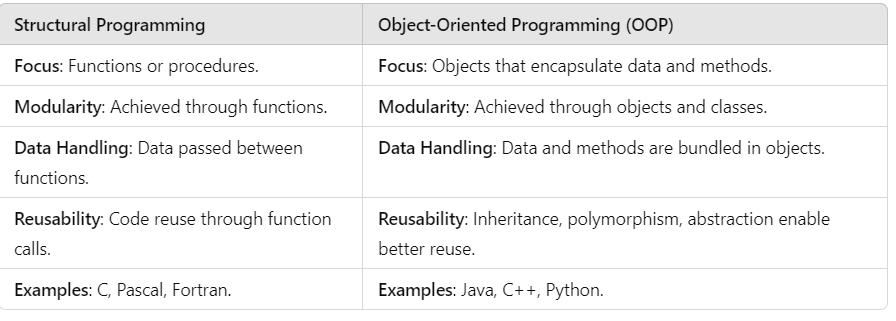 Structural Programming
Object-Oriented Programming (OOP)
Focus: Functions or procedures.
Focus: Objects that encapsulate data and methods.
Modularity: Achieved through functions.
Modularity: Achieved through objects and classes.
Data Handling: Data passed between
functions.
Data Handling: Data and methods are bundled in objects.
Reusability: Code reuse through function
calls.
Reusability: Inheritance, polymorphism, abstraction enable
better reuse.
Examples: C, Pascal, Fortran.
Examples: Java, C++, Python.